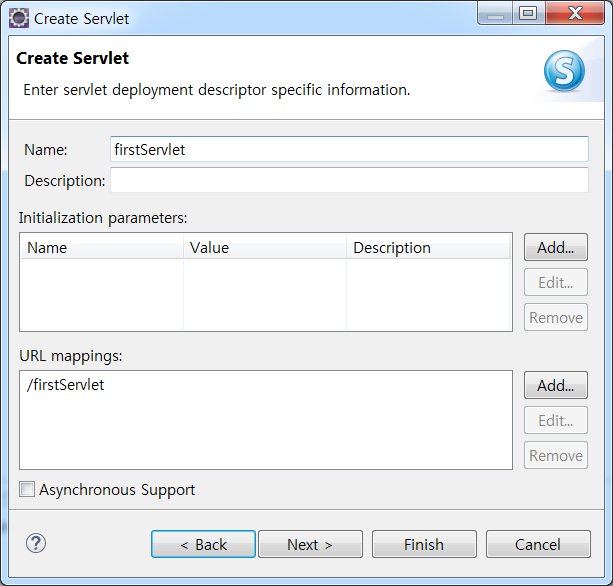 Create Servlet
Create Servlet
Enter servlet deployment descriptor specific information.
S
Name: firstServlet
Description:
Initialization parameters:
Name Value Description Add...
Edit...
Remove
URL mappings:
/firstServlet Add...
Edit...
Remove
Asynchronous Support
? < Back Next > Finish Cancel